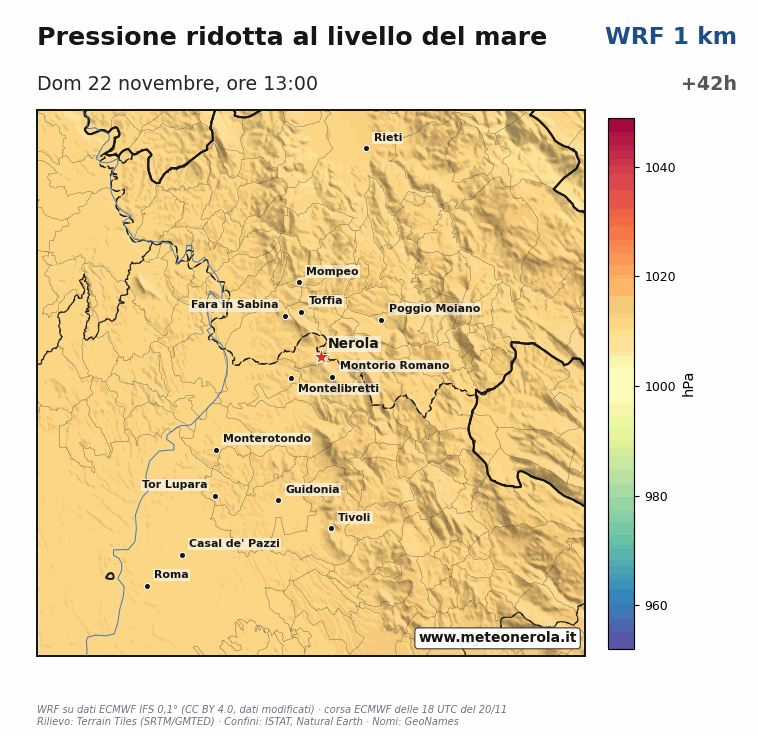 Pressione ridotta al livello del mare
WRF 1 km
Dom 22 novembre, ore 13:00
+42h
Rieti
Mompeo
Toffia
Fara in Sabina
Poggio Moiano
Nerola
Montorio Romano
Montelibretti
Monterotondo
Tor Lupara
Guidonia
Tivoli
Casal de' Pazzi
Roma
www.meteonerola.it
1040
1020
1000
980
960
hPa
WRF su dati ECMWF IFS 0,1° (CC BY 4.0, dati modificati) · corsa ECMWF delle 18 UTC del 20/11
Rilievo: Terrain Tiles (SRTM/GMTED) · Confini: ISTAT, Natural Earth · Nomi: GeoNames